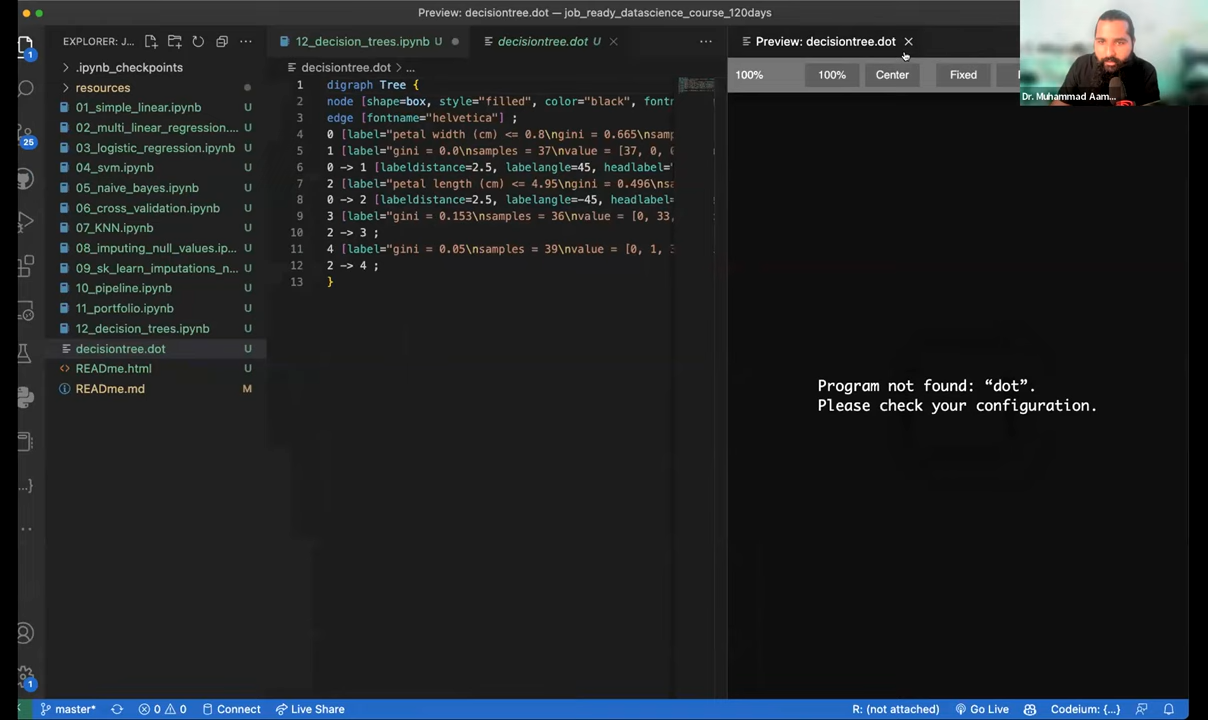 Preview: decisiontree.dot — job_ready_datascience_course_120days
EXPLORER: J...
12_decision_trees.ipynb U
decisiontree.dot U
Preview: decisiontree.dot
.ipynb_checkpoints
resources
01_simple_linear.ipynb U
02_multi_linear_regression.... U
03_logistic_regression.ipynb U
04_svm.ipynb U
05_naive_bayes.ipynb U
06_cross_validation.ipynb U
07_KNN.ipynb U
08_imputing_null_values.ip... U
09_sk_learn_imputations_n... U
10_pipeline.ipynb U
11_portfolio.ipynb U
12_decision_trees.ipynb U
decisiontree.dot U
READme.html U
READme.md M
1
25
1
decisiontree.dot > ...
1 digraph Tree {
2 node [shape=box, style="filled", color="black", fontn
3 edge [fontname="helvetica"] ;
4 0 [label="petal width (cm) <= 0.8\ngini = 0.665\nsamp
5 1 [label="gini = 0.0\nsamples = 37\nvalue = [37, 0, 0
6 0 -> 1 [labeldistance=2.5, labelangle=45, headlabel="
7 2 [label="petal length (cm) <= 4.95\ngini = 0.496\nsa
8 0 -> 2 [labeldistance=2.5, labelangle=-45, headlabel=
9 3 [label="gini = 0.153\nsamples = 36\nvalue = [0, 33,
10 2 -> 3 ;
11 4 [label="gini = 0.05\nsamples = 39\nvalue = [0, 1, 3
12 2 -> 4 ;
13 }
100% 100% Center Fixed
Dr. Muhammad Aam...
Program not found: “dot”.
Please check your configuration.
master* 0 0 Connect Live Share R: (not attached) Go Live Codeium: {...}